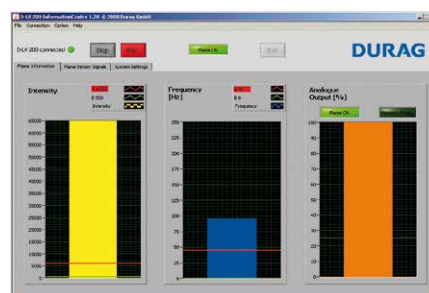 D-LX 200 InformationCentre 1.20 © 2008 Durag GmbH
File Connection Option Help
D-LX 200 connected
Stop
Flame ON
Exit
DURAG
Flame Information
Flame Sensor Signals
System Settings
Intensity
Intensity
65000
60000
55000
50000
45000
40000
35000
30000
25000
20000
15000
10000
5000
0
Frequency
[Hz]
Frequency
250
225
200
175
150
125
100
75
50
25
0
Analogue
Output [%]
Flame ON
100
90
80
70
60
50
40
30
20
10
0